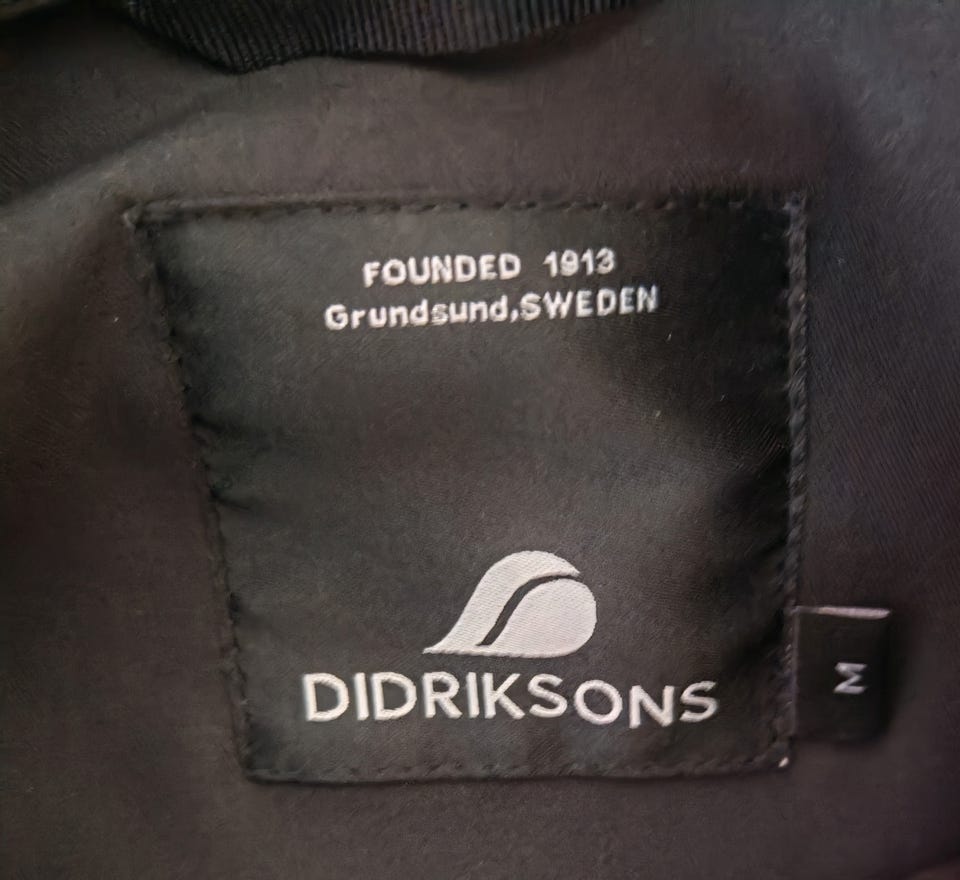 FOUNDED 1913
Grundsund,SWEDEN
DIDRIKSONS
M